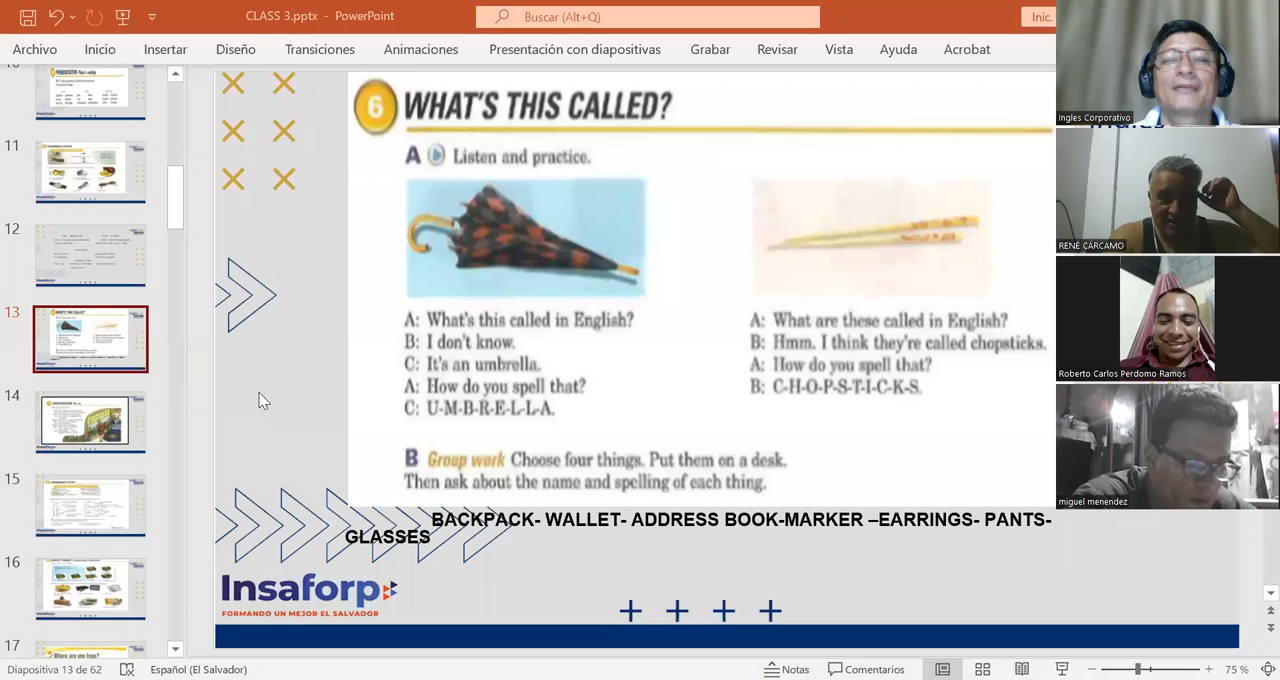 CLASS 3.pptx - PowerPoint
Buscar (Alt+Q)
Inic.
Archivo Inicio Insertar Diseño Transiciones Animaciones Presentación con diapositivas Grabar Revisar Vista Ayuda Acrobat
11
12
13
14
15
16
17
Where are you from?
6 WHAT'S THIS CALLED?
A Listen and practice.
A: What's this called in English?
B: I don't know.
C: It's an umbrella.
A: How do you spell that?
C: U-M-B-R-E-L-L-A.
A: What are these called in English?
B: Hmm. I think they're called chopsticks.
A: How do you spell that?
B: C-H-O-P-S-T-I-C-K-S.
B Group work Choose four things. Put them on a desk.
Then ask about the name and spelling of each thing.
BACKPACK- WALLET- ADDRESS BOOK-MARKER –EARRINGS- PANTS-
GLASSES
Insaforp
FORMANDO UN MEJOR EL SALVADOR
Ingles Corporativo
RENÉ CÁRCAMO
Roberto Carlos Perdomo Ramos
miguel menendez
Diapositiva 13 de 62 Español (El Salvador) Notas Comentarios 75 %